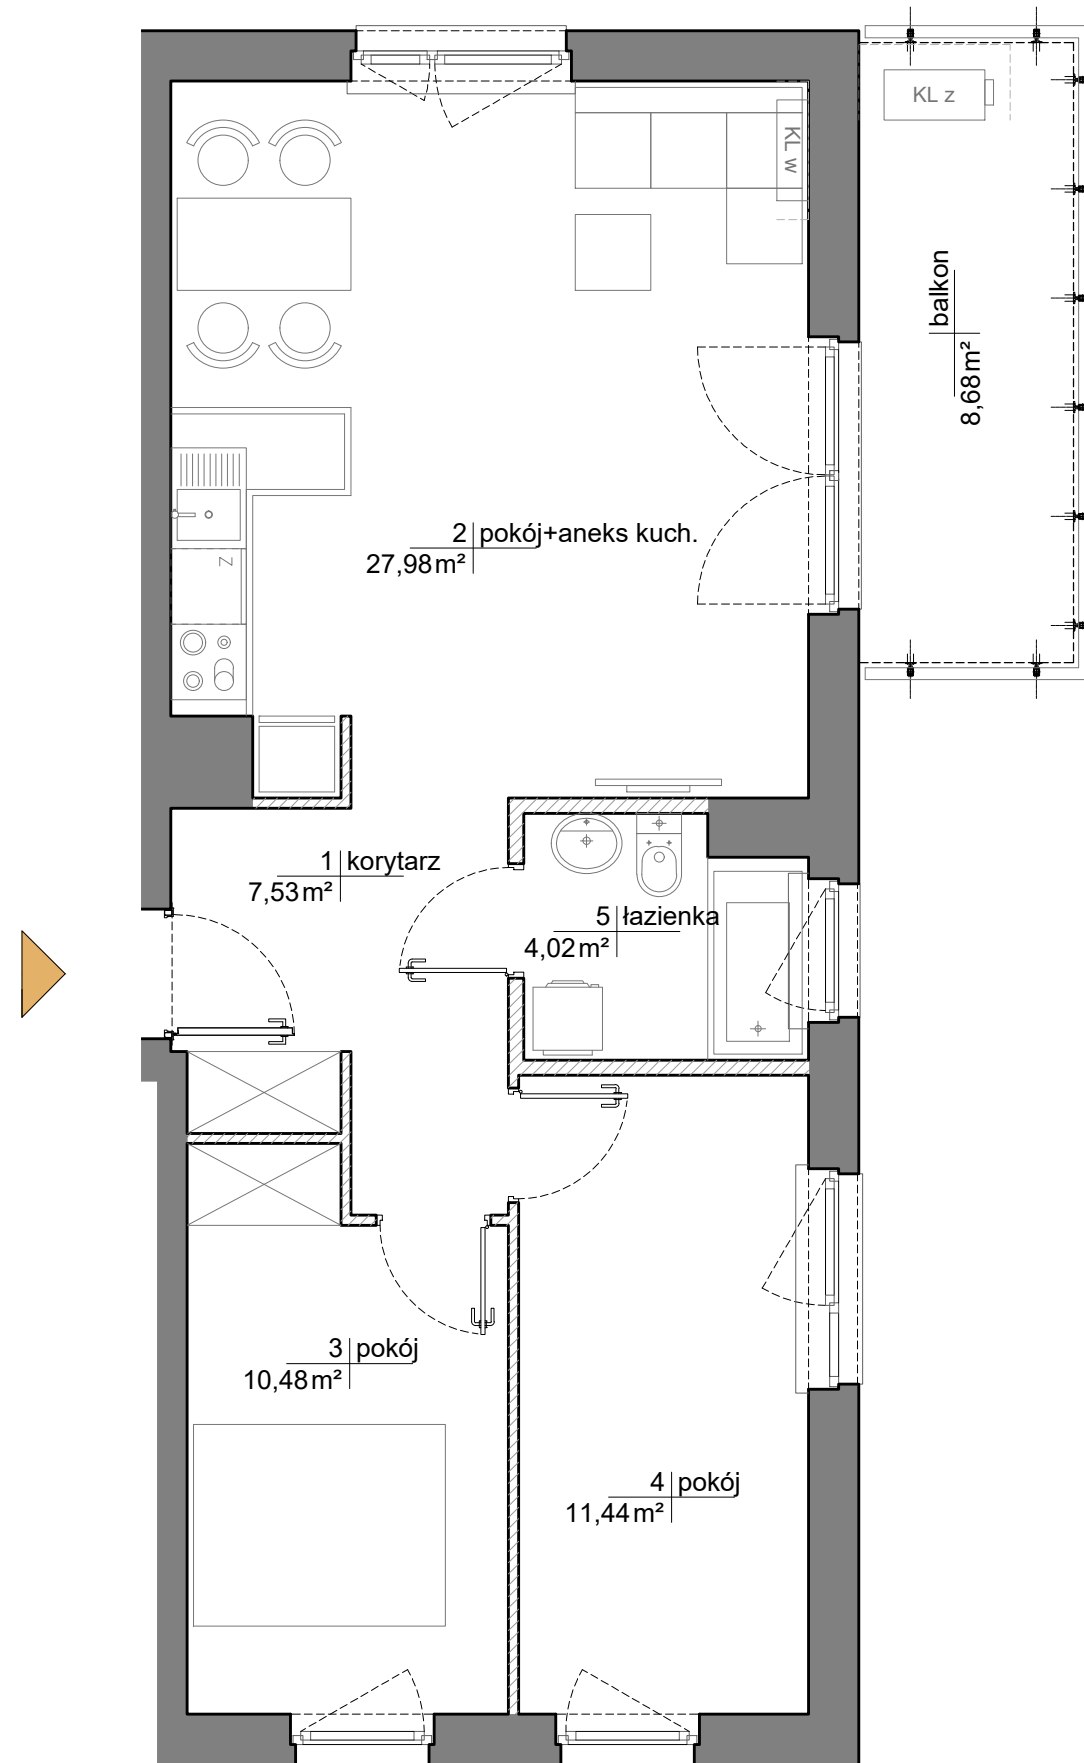 KL z
KL w
balkon
8,68 m²
2 pokój+aneks kuch.
27,98 m²
Z
1 korytarz
7,53 m²
5 łazienka
4,02 m²
3 pokój
10,48 m²
4 pokój
11,44 m²